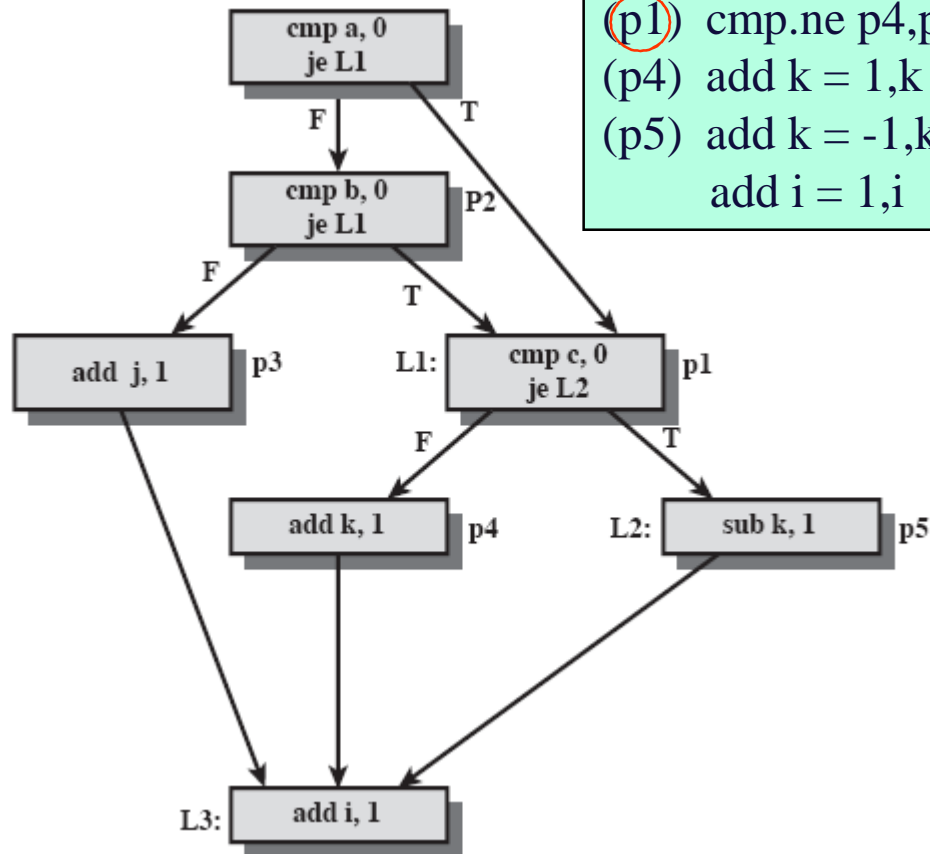 (p1) cmp.ne p4,p
(p4) add k = 1,k
(p5) add k = -1,k
add i = 1,i
cmp a, 0
je L1
F
T
cmp b, 0
je L1
P2
F
T
add j, 1
p3
L1:
cmp c, 0
je L2
p1
F
T
add k, 1
p4
L2:
sub k, 1
p5
L3:
add i, 1